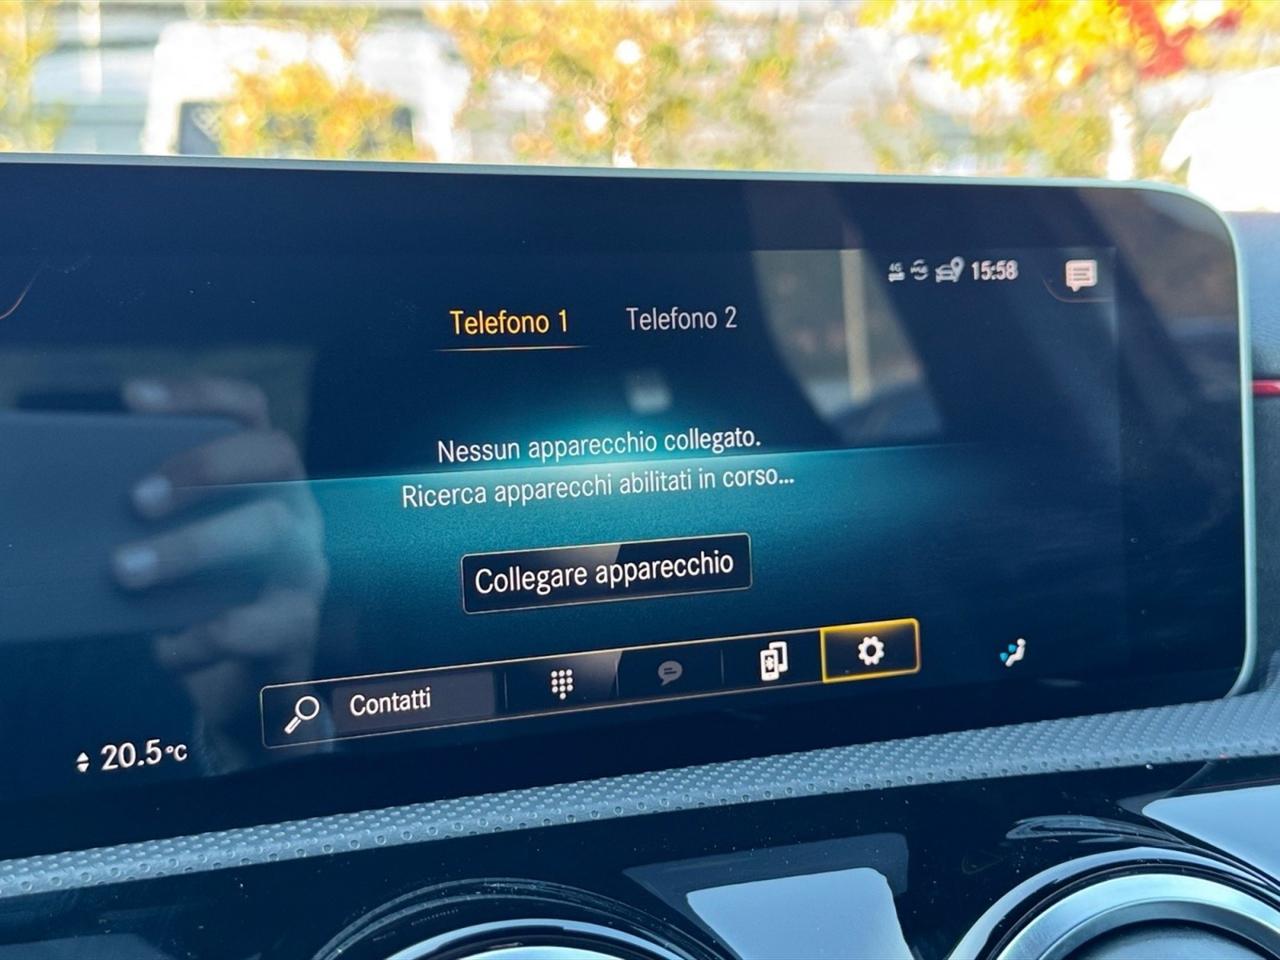 4G
15:58
Telefono 1
Telefono 2
Nessun apparecchio collegato.
Ricerca apparecchi abilitati in corso...
Collegare apparecchio
Contatti
20.5°C